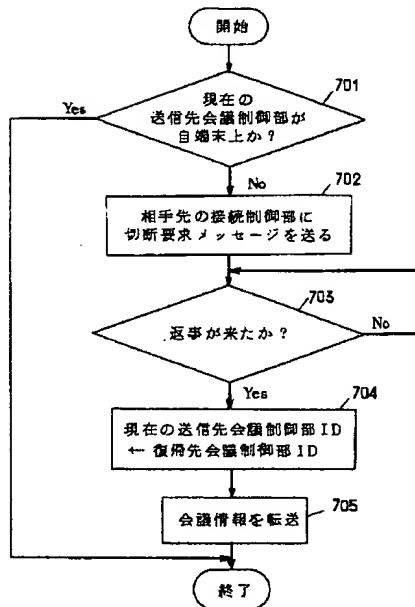 開始
701
現在の
送信先会議制御部が
自端末上か?
Yes
No
702
相手先の接続制御部に
切断要求メッセージを送る
703
返事が来たか?
No
Yes
704
現在の送信先会議制御部ID
← 復帰先会議制御部ID
705
会議情報を転送
終了